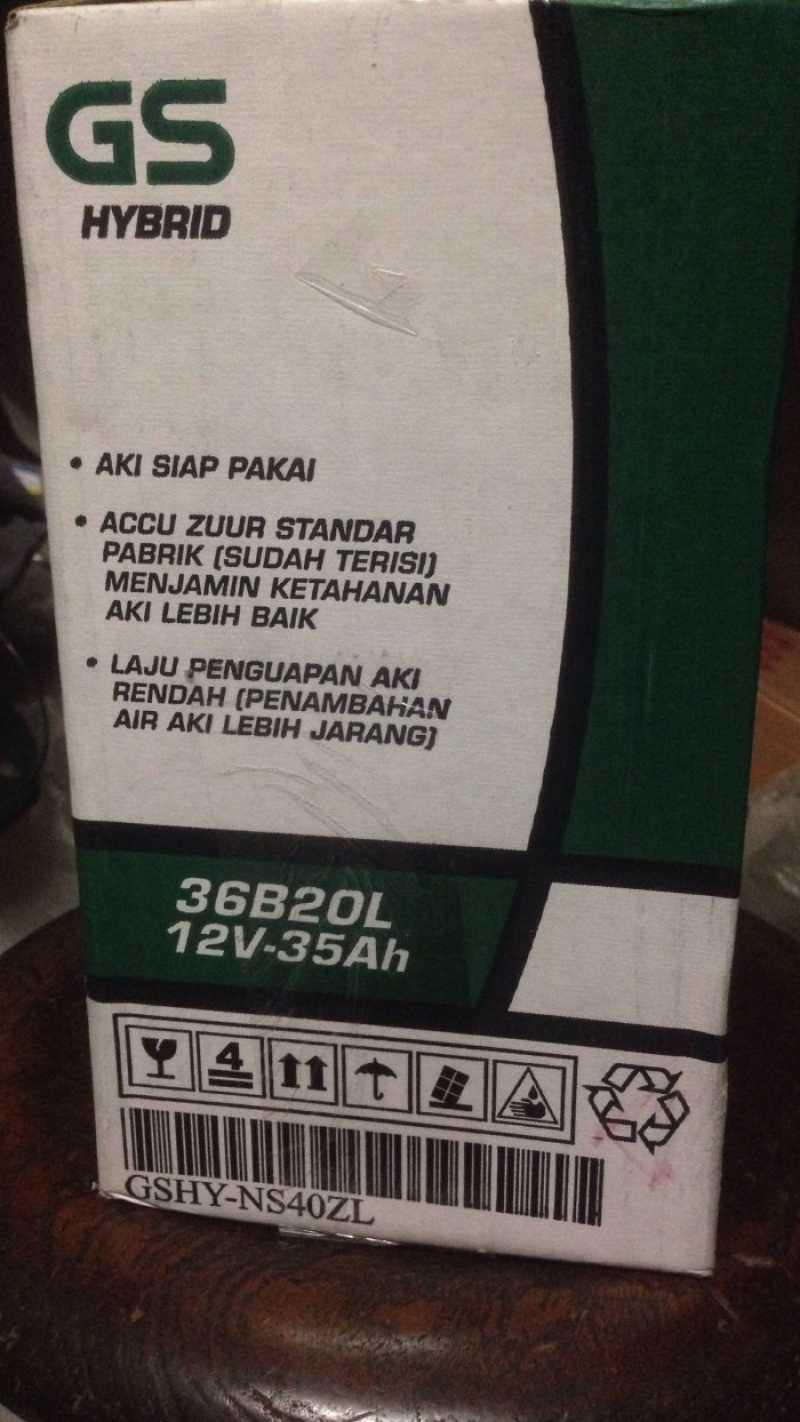 GS
HYBRID
• AKI SIAP PAKAI
• ACCU ZUUR STANDAR
PABRIK (SUDAH TERISI)
MENJAMIN KETAHANAN
AKI LEBIH BAIK
• LAJU PENGUAPAN AKI
RENDAH (PENAMBAHAN
AIR AKI LEBIH JARANG)
36B20L
12V-35Ah
4
GSHY-NS40ZL